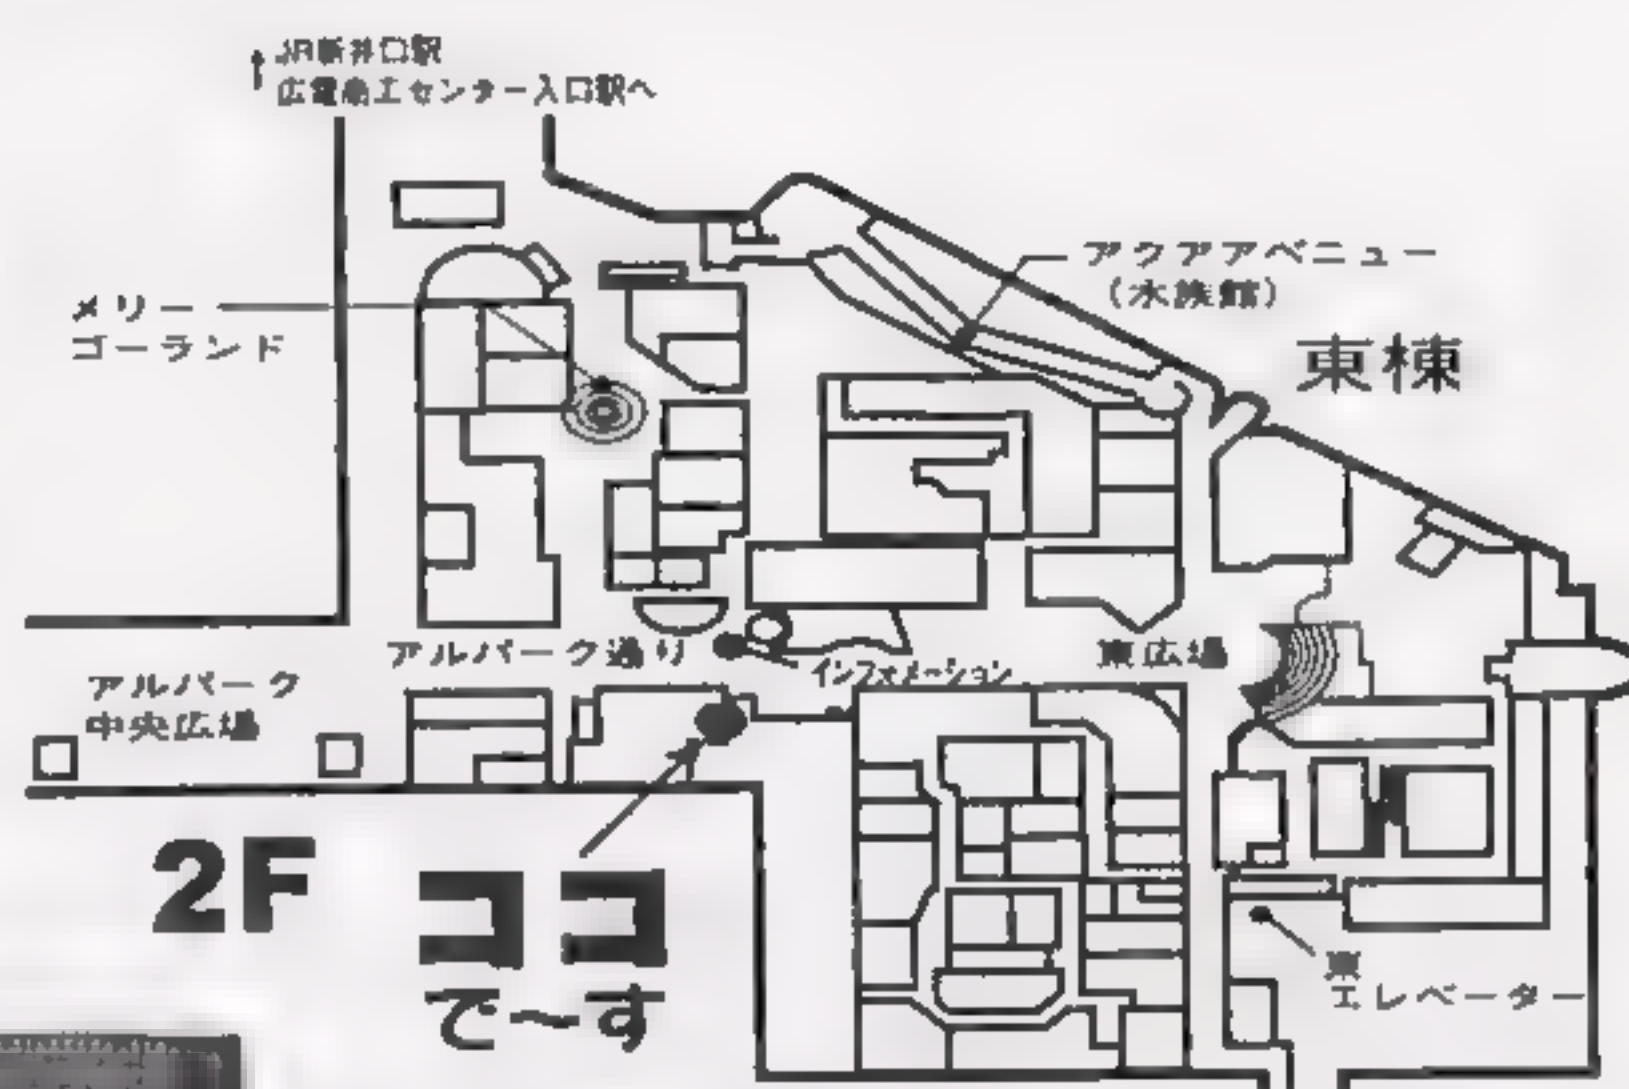 JR新井口駅
広電商工センター入口駅へ
アクアアベニュー
(水族館)
メリー
ゴーランド
東棟
アルパーク通り
インフォメーション
東広場
アルパーク
中央広場
2F
ココ
で〜す
東
エレベーター